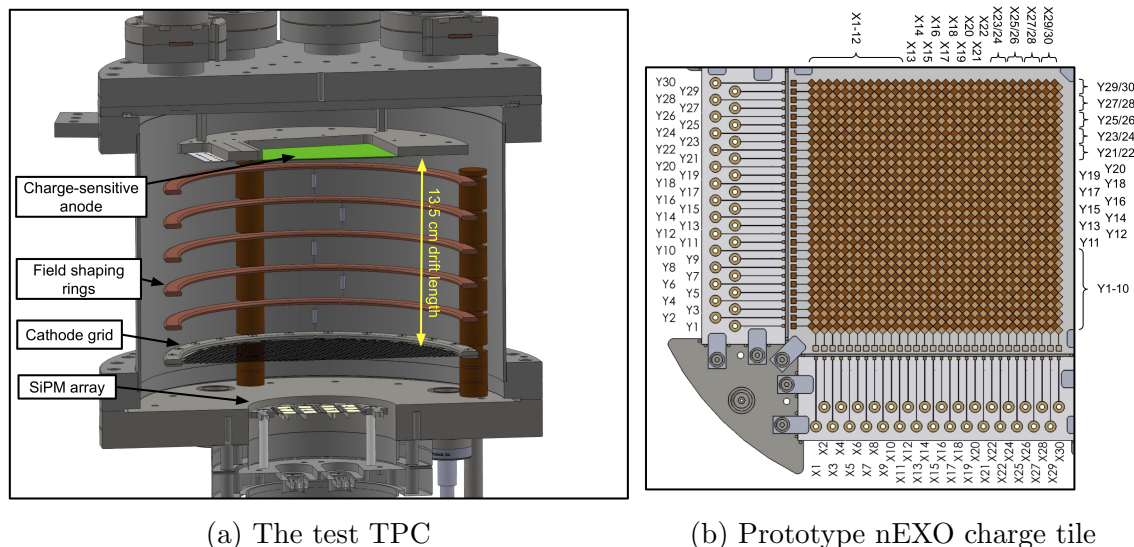 Charge-sensitive
anode
Field shaping
rings
Cathode grid
SiPM array
13.5 cm drift length
(a) The test TPC
X1-12
X13
X14
X15
X16
X17
X18
X19
X20
X21
X22
X23/24
X25/26
X27/28
X29/30
Y30
Y29
Y28
Y27
Y26
Y25
Y24
Y23
Y22
Y21
Y20
Y19
Y18
Y17
Y16
Y15
Y14
Y13
Y12
Y11
Y10
Y9
Y8
Y7
Y6
Y5
Y4
Y3
Y2
Y1
Y29/30
Y27/28
Y25/26
Y23/24
Y21/22
Y20
Y19
Y18
Y17
Y16
Y15
Y14
Y13
Y12
Y11
Y1-10
X1
X2
X3
X4
X5
X6
X7
X8
X9
X10
X11
X12
X13
X14
X15
X16
X17
X18
X19
X20
X21
X22
X22
X24
X25
X26
X27
X28
X29
X30
(b) Prototype nEXO charge tile